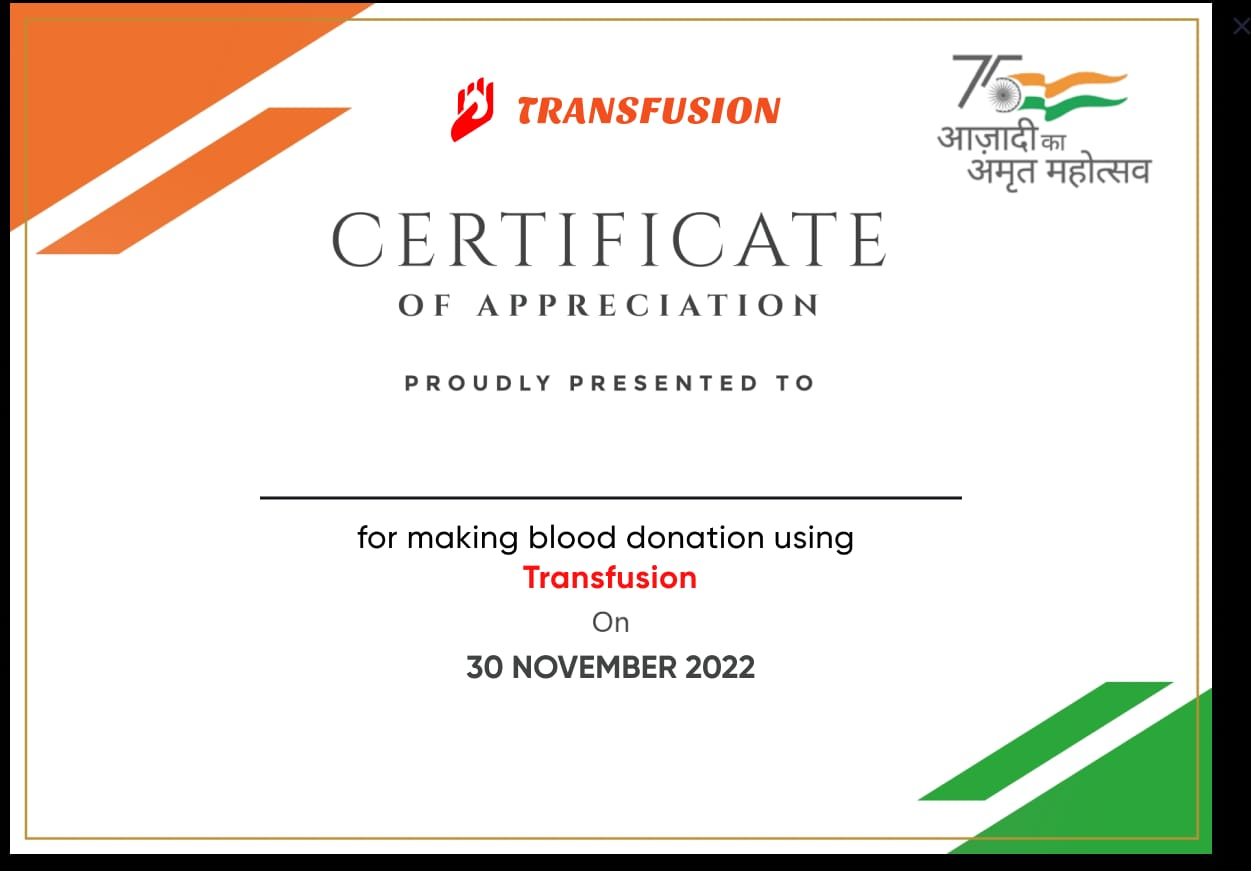 TRANSFUSION
75
आज़ादी का
अमृत महोत्सव
CERTIFICATE
OF APPRECIATION
PROUDLY PRESENTED TO
for making blood donation using
Transfusion
On
30 NOVEMBER 2022